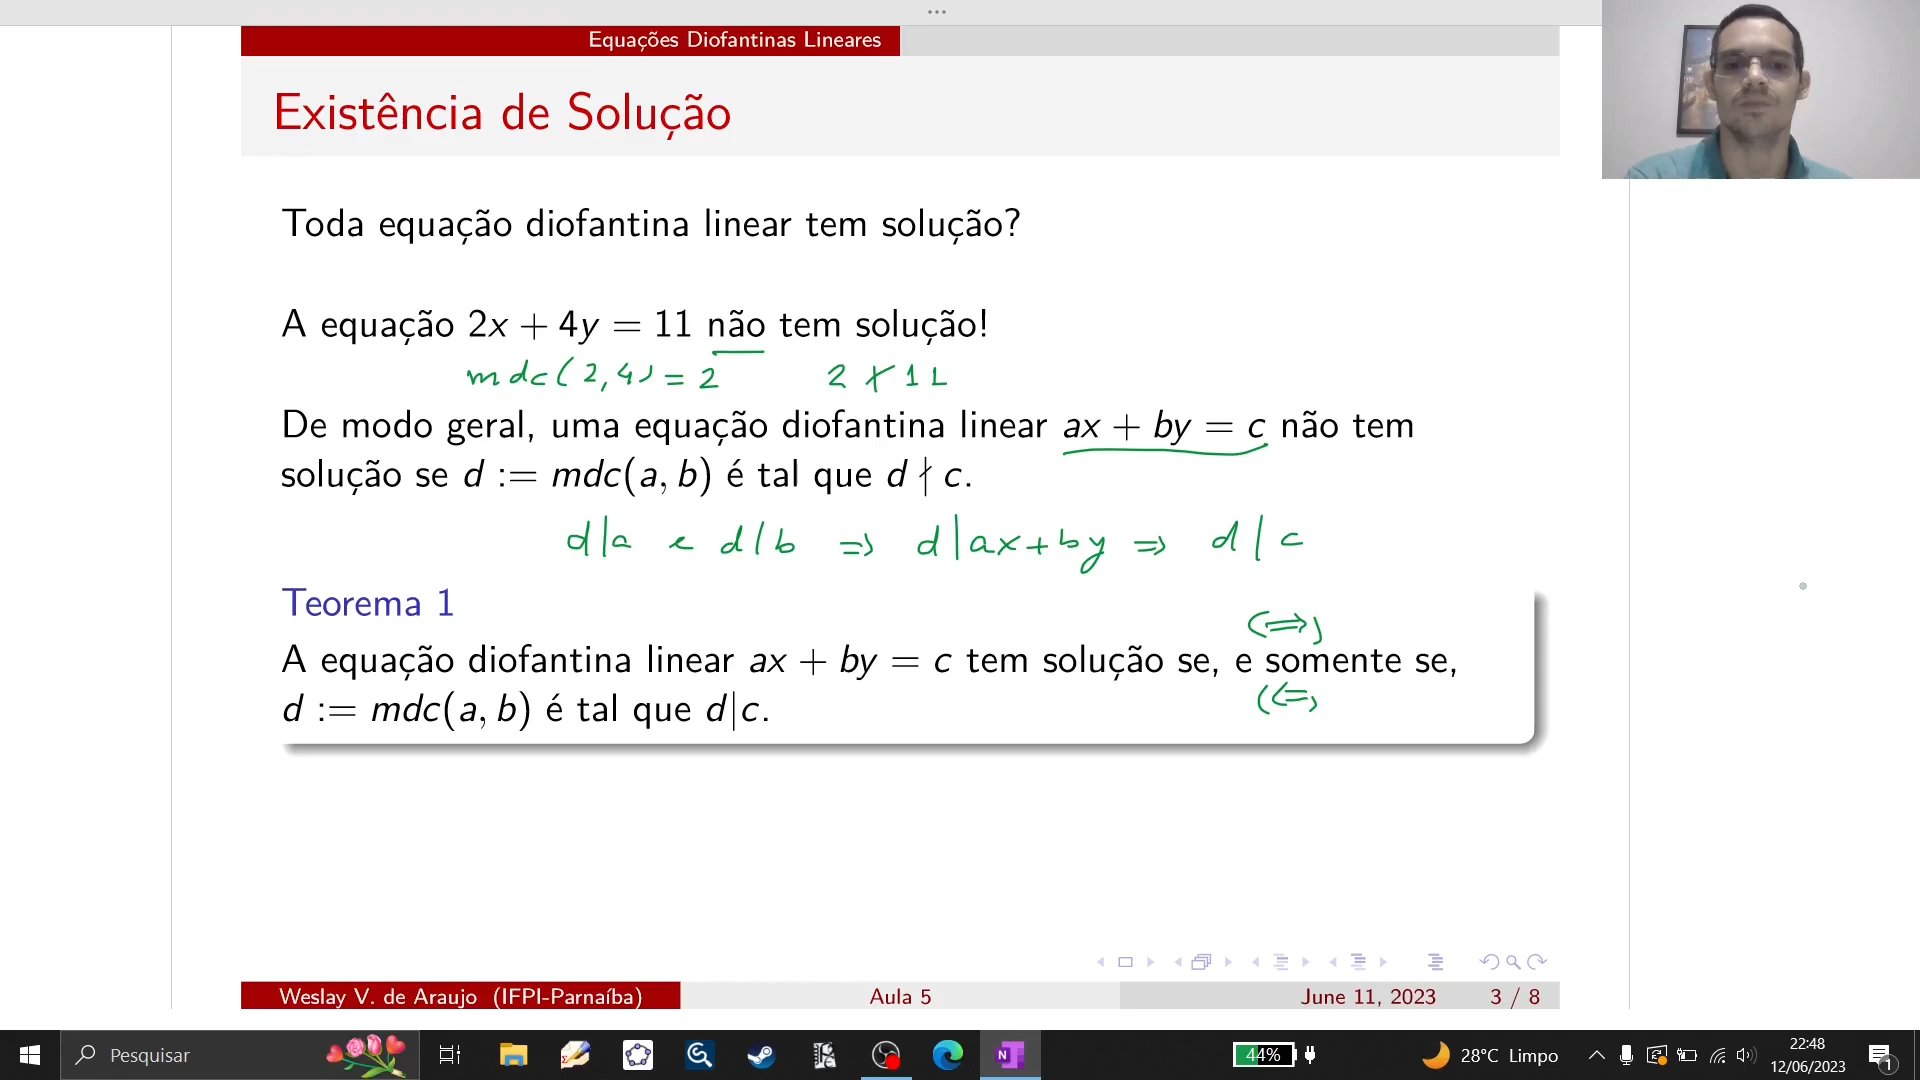 Equações Diofantinas Lineares
Existência de Solução
Toda equação diofantina linear tem solução?
A equação 2x + 4y = 11 não tem solução!
mdc(2,4) = 2 2 ∤ 11
De modo geral, uma equação diofantina linear ax + by = c não tem
solução se d := mdc(a, b) é tal que d ∤ c.
d|a e d|b ⇒ d|ax+by ⇒ d|c
Teorema 1
(⇒)
A equação diofantina linear ax + by = c tem solução se, e somente se,
d := mdc(a, b) é tal que d|c.
(⇐)
Weslay V. de Araujo (IFPI-Parnaíba) Aula 5 June 11, 2023 3 / 8
Pesquisar 44% 28°C Limpo 22:48
12/06/2023 1